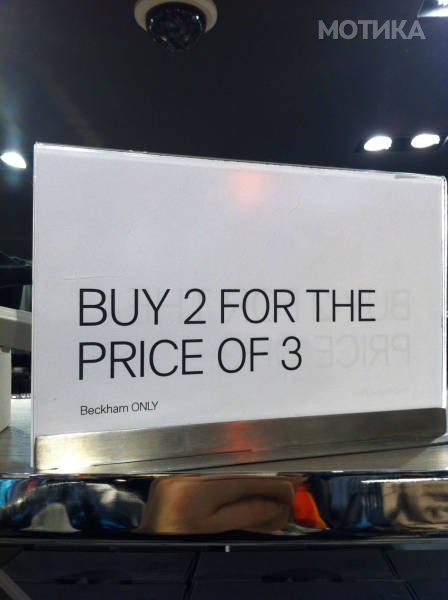 МОТИКА
BUY 2 FOR THE
PRICE OF 3
Beckham ONLY